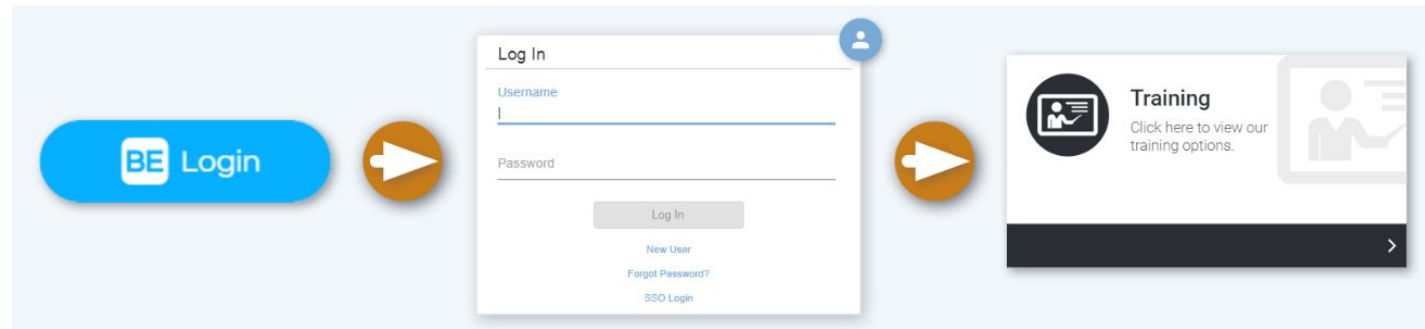 BE Login
Log In
Username
Password
Log In
New User
Forgot Password?
SSO Login
Training
Click here to view our
training options.